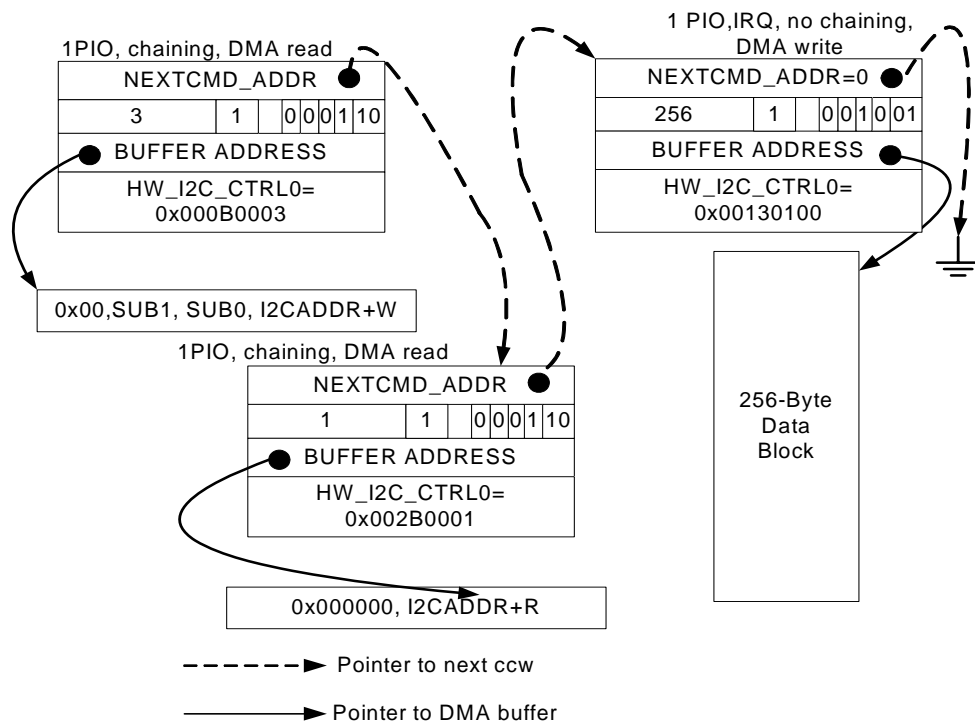 1PIO, chaining, DMA read
NEXTCMD_ADDR
3 1 0 0 0 1 10
BUFFER ADDRESS
HW_I2C_CTRL0=
0x000B0003
0x00,SUB1, SUB0, I2CADDR+W
1PIO, chaining, DMA read
NEXTCMD_ADDR
1 1 0 0 0 1 10
BUFFER ADDRESS
HW_I2C_CTRL0=
0x002B0001
0x000000, I2CADDR+R
1 PIO,IRQ, no chaining,
DMA write
NEXTCMD_ADDR=0
256 1 0 0 1 0 01
BUFFER ADDRESS
HW_I2C_CTRL0=
0x00130100
256-Byte
Data
Block
Pointer to next ccw
Pointer to DMA buffer